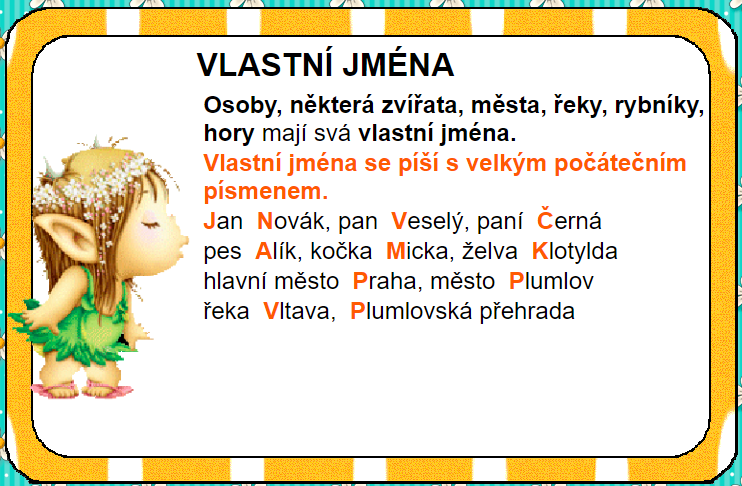 VLASTNÍ JMÉNA
Osoby, některá zvířata, města, řeky, rybníky,
hory mají svá vlastní jména.
Vlastní jména se píší s velkým počátečním
písmenem.
Jan Novák, pan Veselý, paní Černá
pes Alík, kočka Micka, želva Klotylda
hlavní město Praha, město Plumlov
řeka Vltava, Plumlovská přehrada